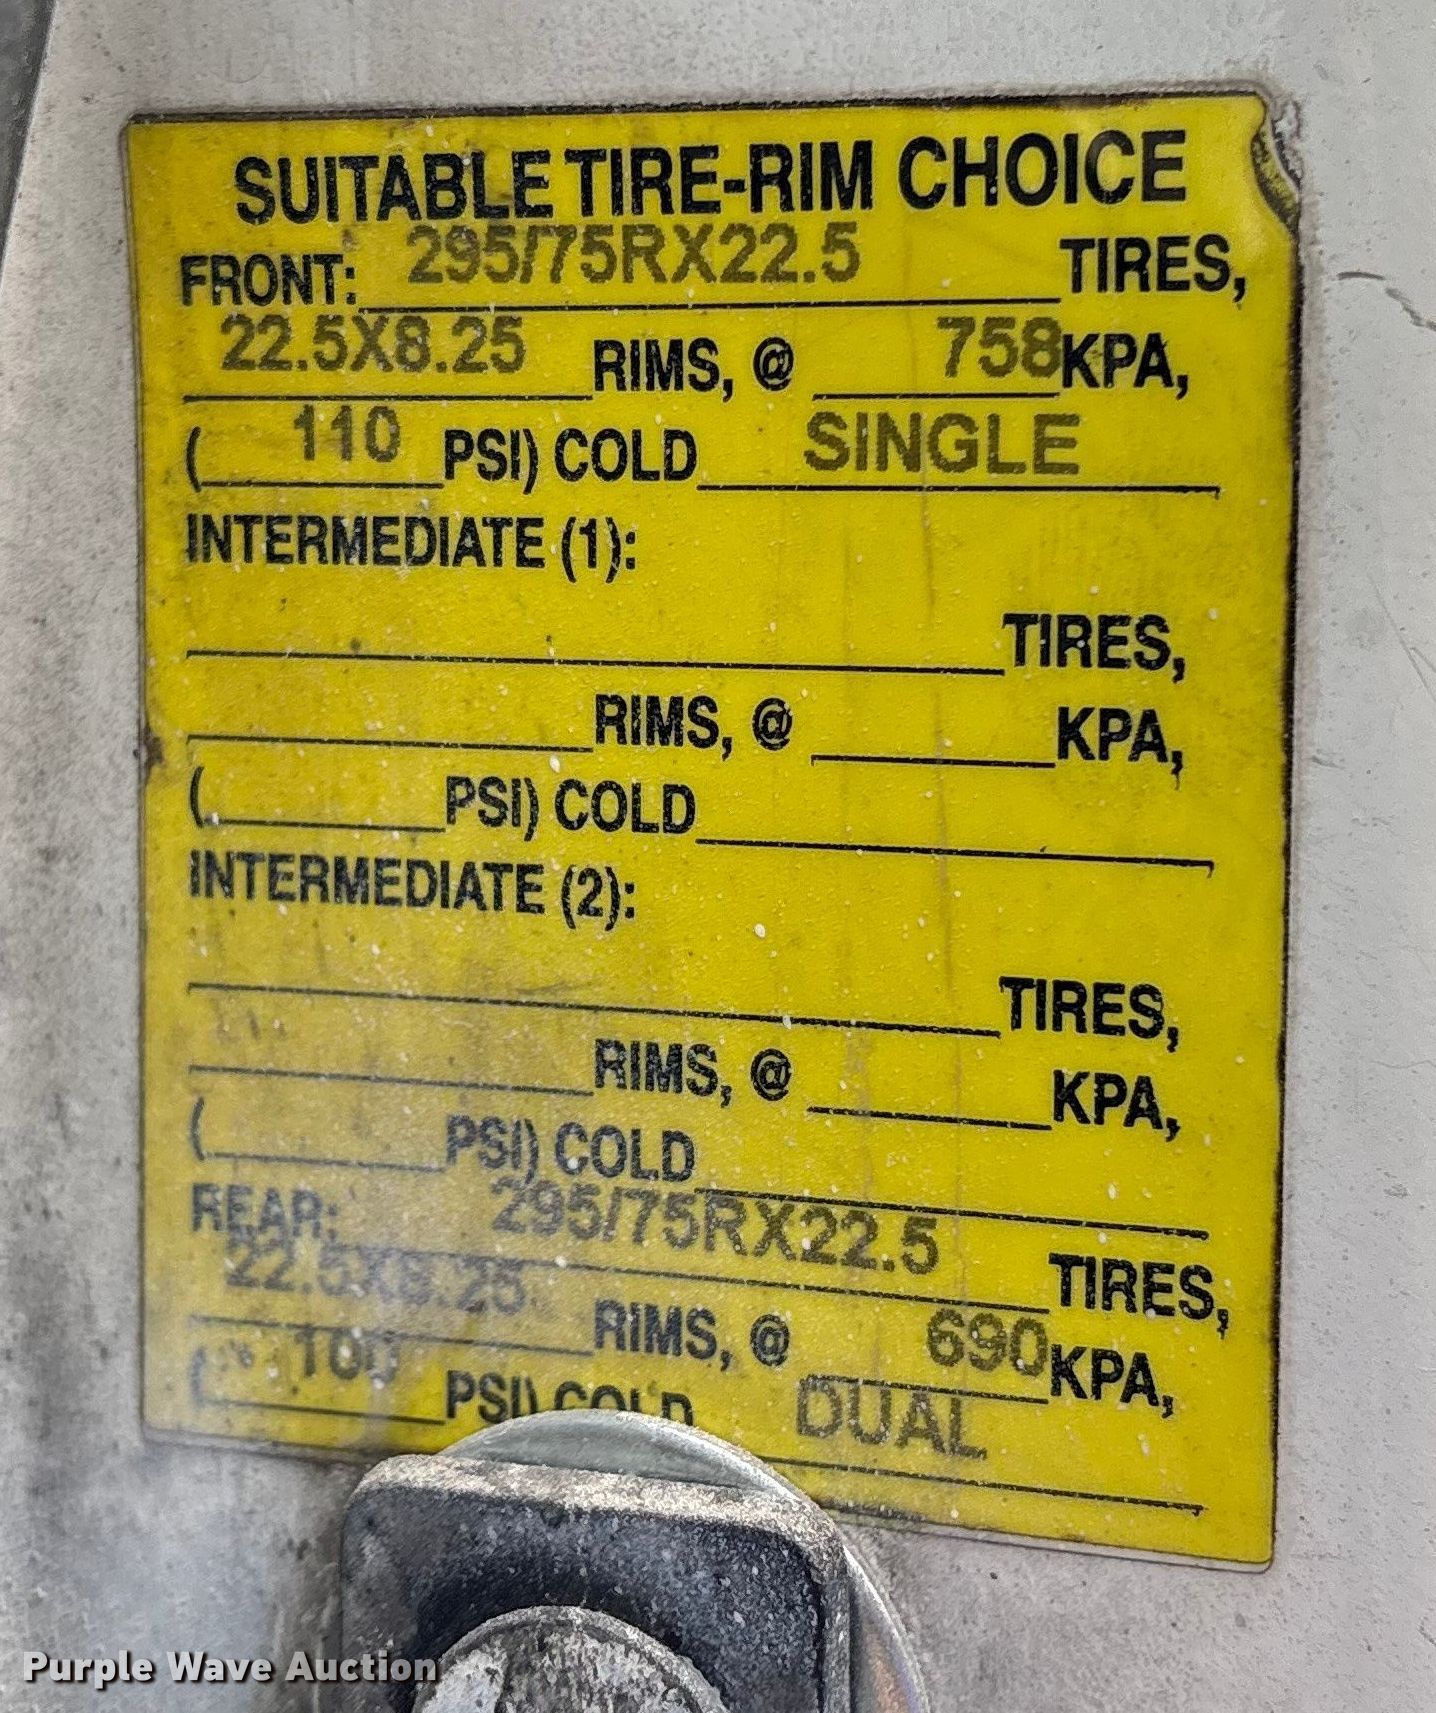 SUITABLE TIRE-RIM CHOICE
FRONT: 295/75RX22.5 TIRES,
22.5X8.25 RIMS, @ 758 KPA,
( 110 PSI) COLD SINGLE
INTERMEDIATE (1):
TIRES,
RIMS, @ KPA,
( PSI) COLD
INTERMEDIATE (2):
TIRES,
RIMS, @ KPA,
( PSI) COLD
REAR: 295/75RX22.5 TIRES,
22.5X8.25 RIMS, @ 690 KPA,
( 100 PSI) COLD DUAL
Purple Wave Auction